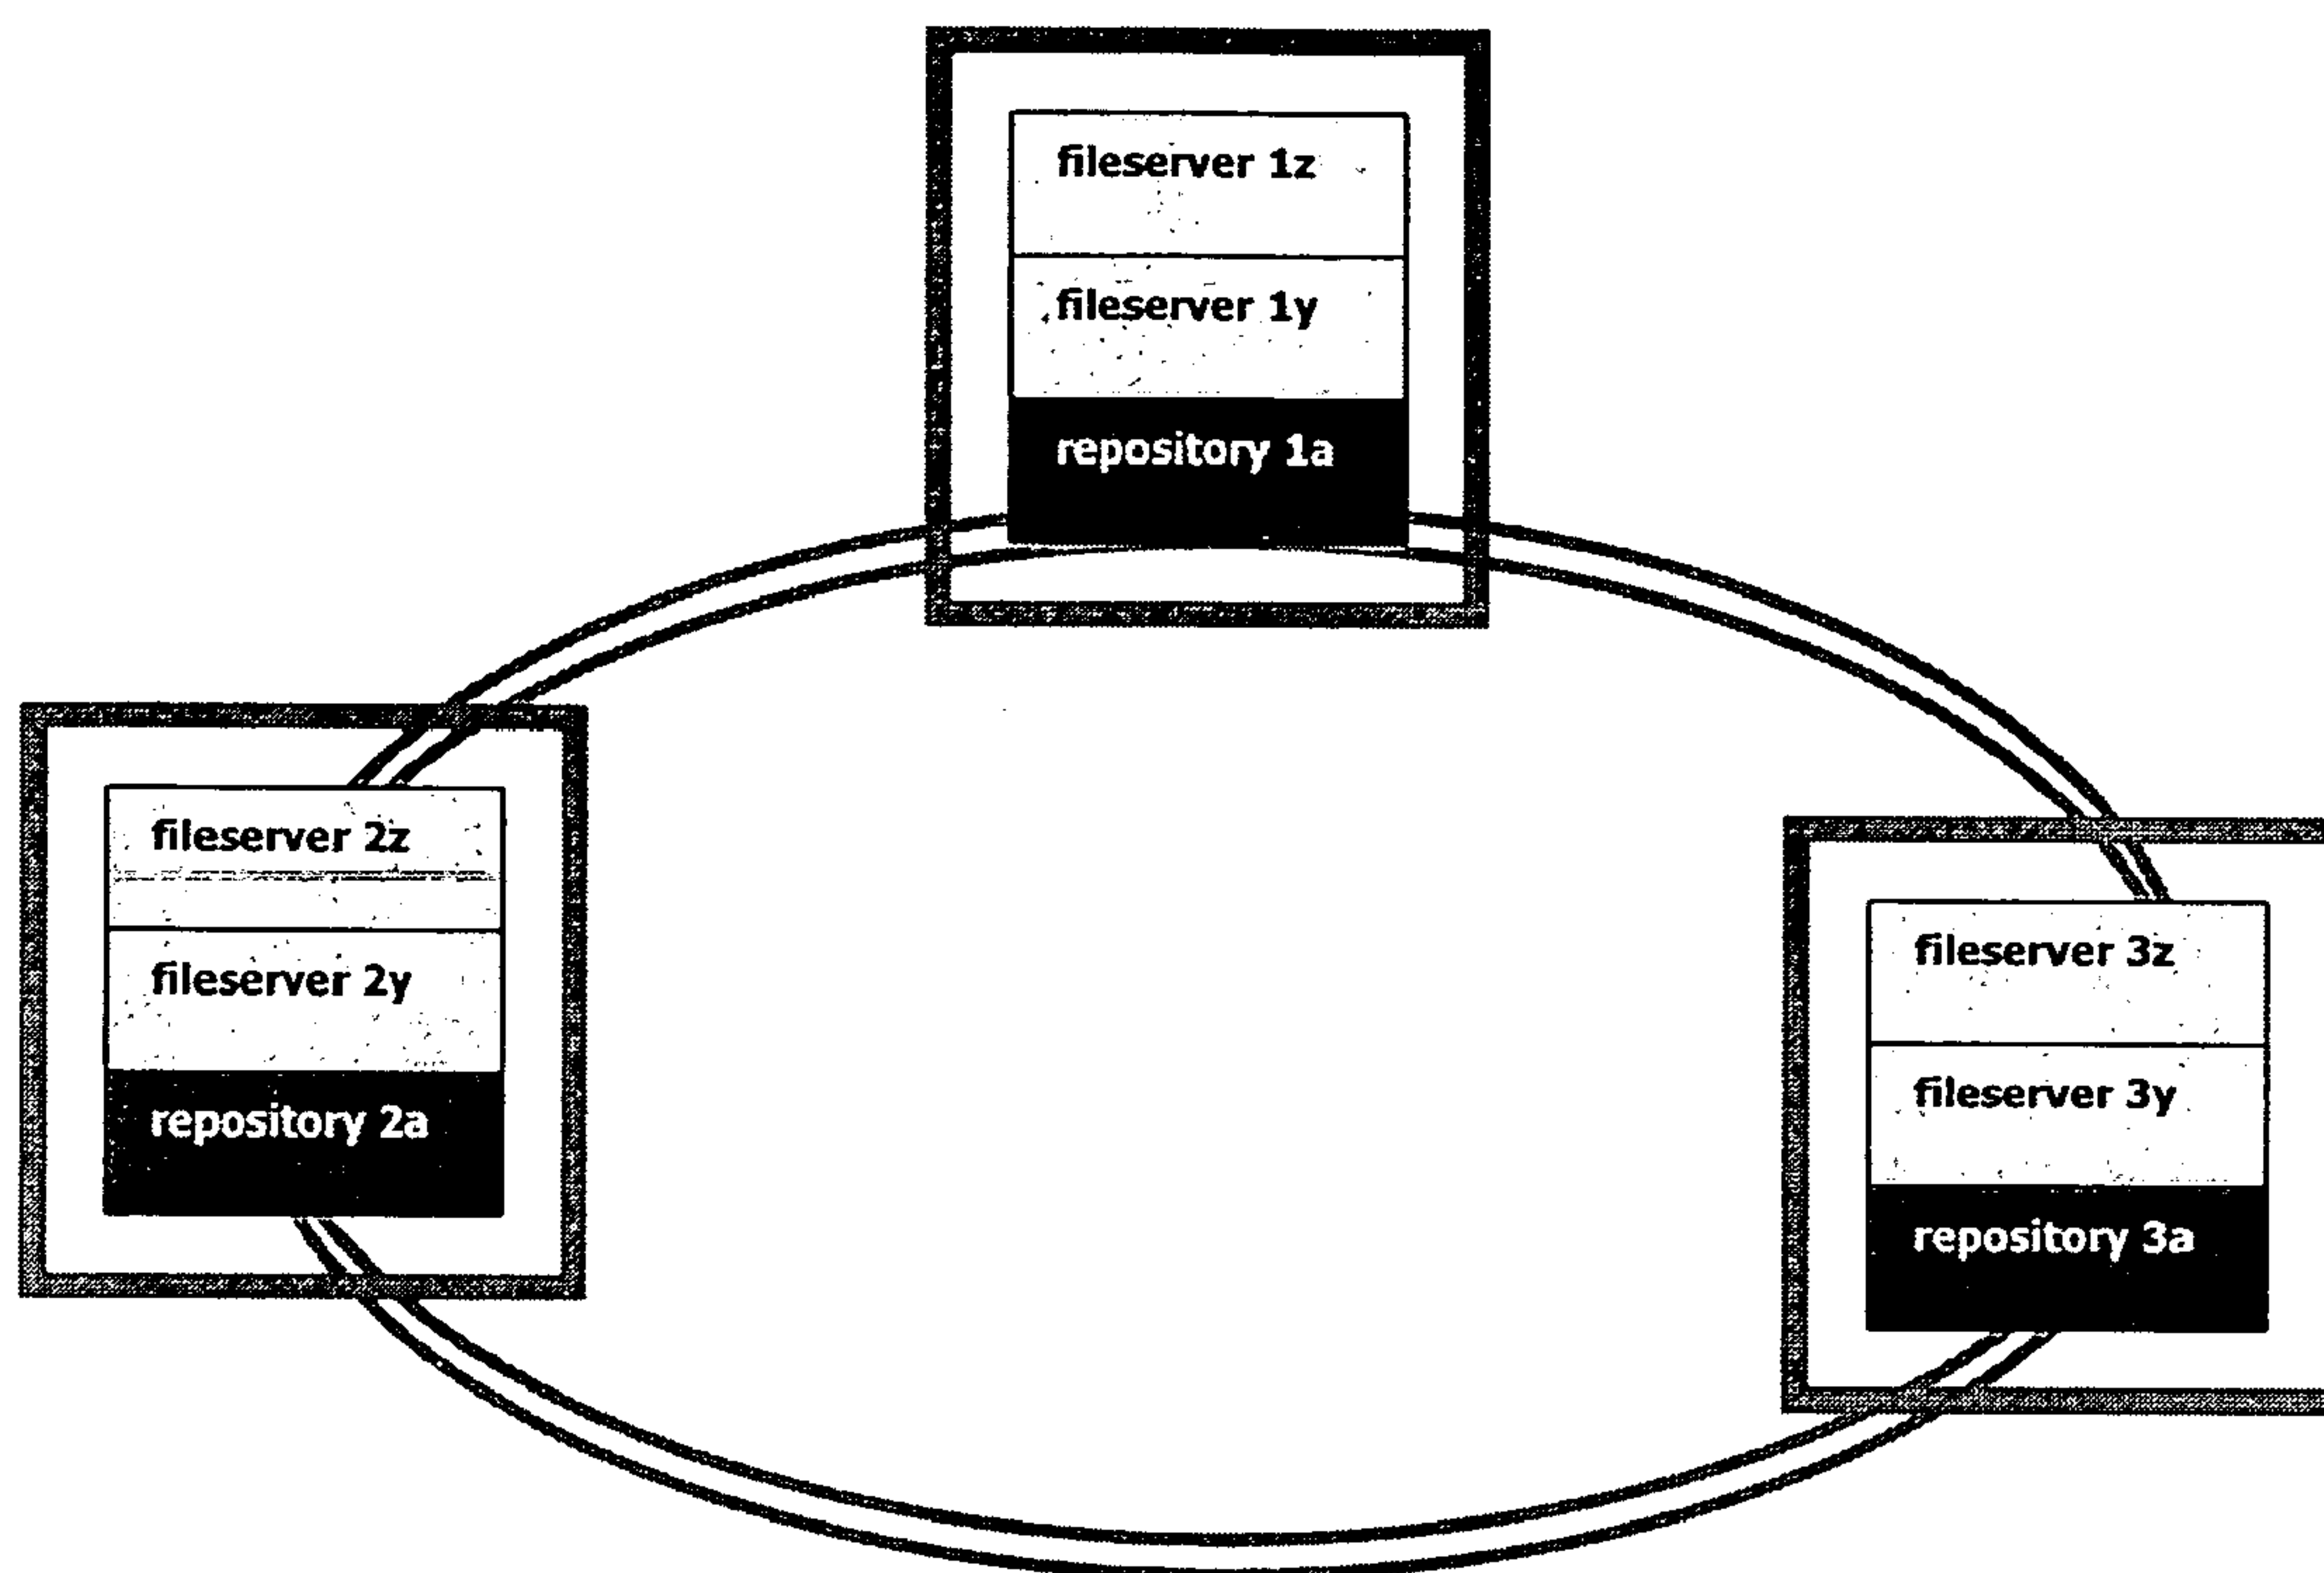 fileserver 1z
fileserver 1y
repository 1a
fileserver 2z
fileserver 2y
repository 2a
fileserver 3z
fileserver 3y
repository 3a